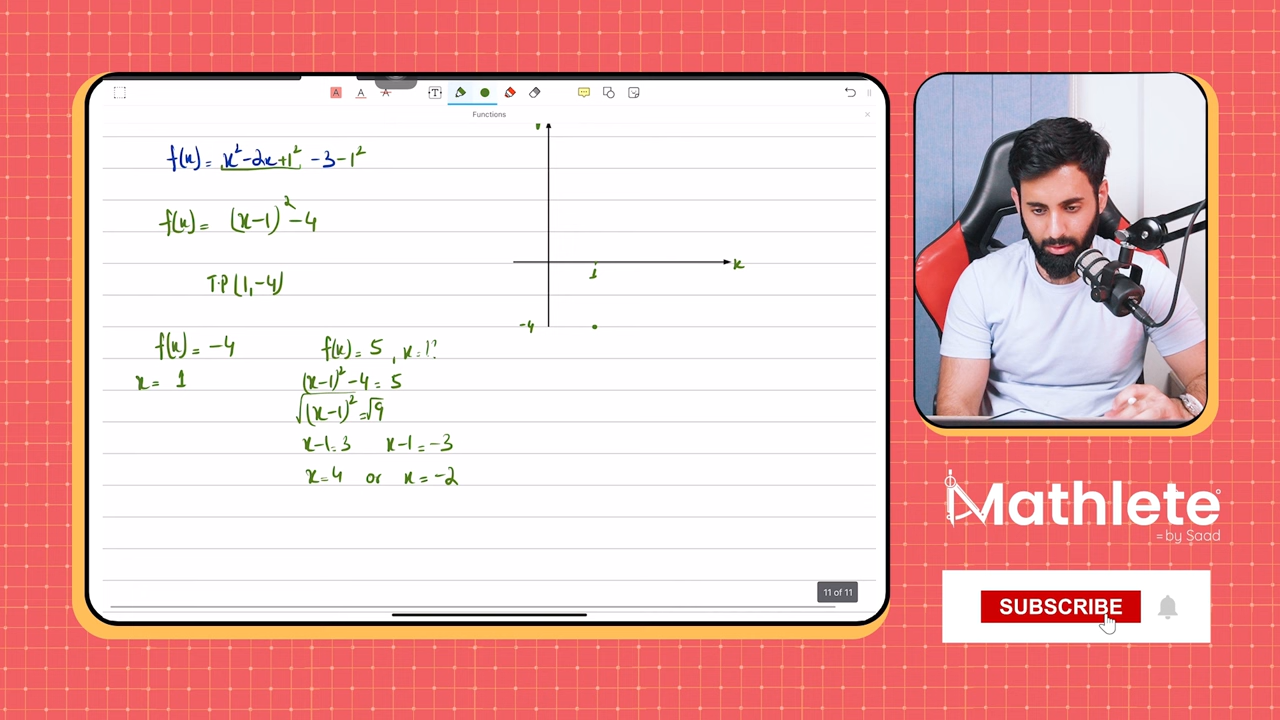 Functions
f(x) = x² - 2x + 1² - 3 - 1²
f(x) = (x-1)² - 4
T.P (1, -4)
f(x) = -4
x = 1
f(x) = 5 , x = 1?
(x-1)² - 4 = 5
√(x-1)² = √9
x-1 = 3 x-1 = -3
x = 4 or x = -2
x
1
-4
11 of 11
Mathlete
= by Saad
SUBSCRIBE